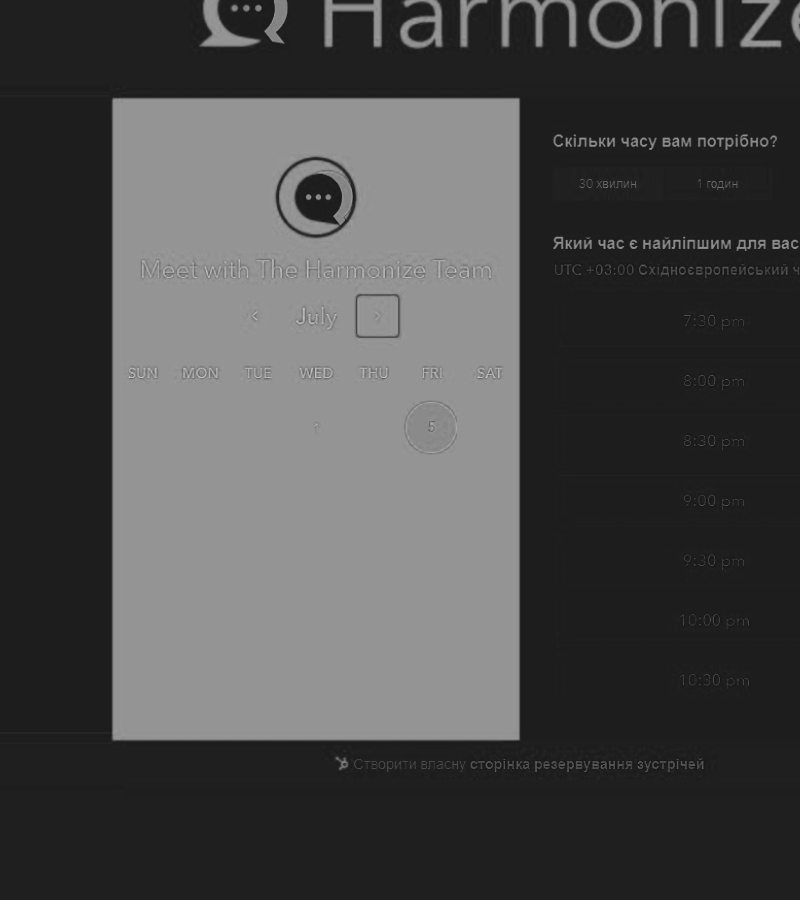 Harmonize
Meet with The Harmonize Team
< July >
SUN MON TUE WED THU FRI SAT
1 5
Скільки часу вам потрібно?
30 хвилин 1 годин
Який час є найліпшим для вас
UTC +03:00 Східноєвропейський ч
7:30 pm
8:00 pm
8:30 pm
9:00 pm
9:30 pm
10:00 pm
10:30 pm
Створити власну сторінка резервування зустрічей